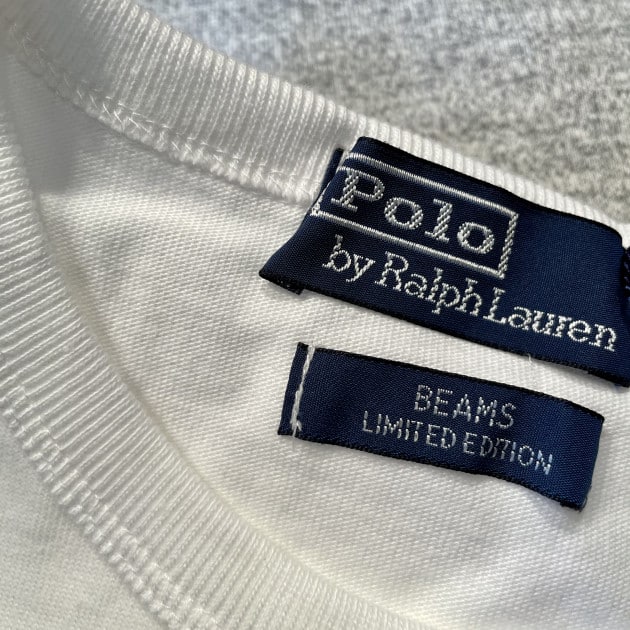 Polo
by Ralph Lauren
BEAMS
LIMITED EDITION